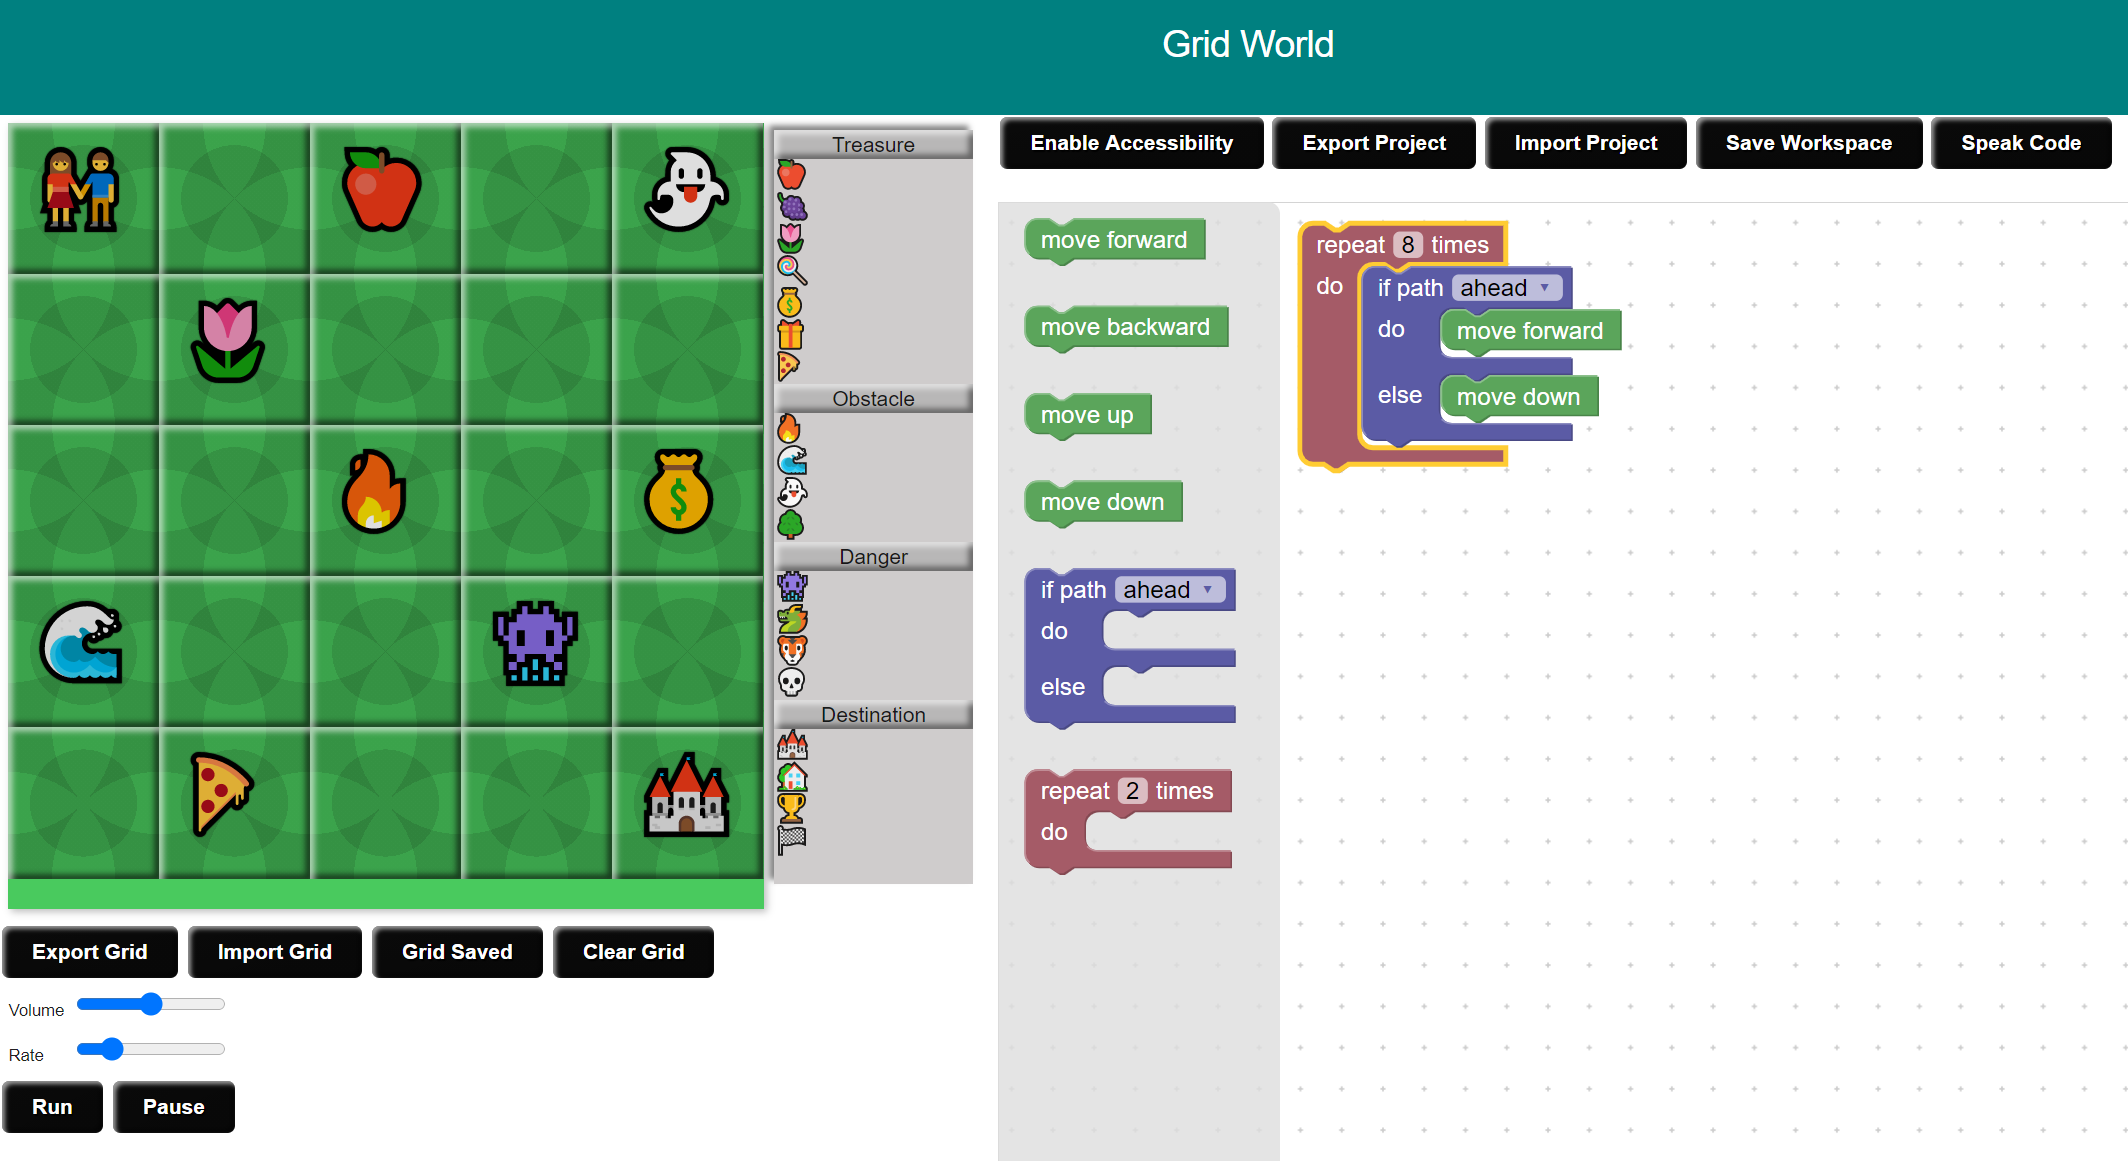 Grid World
Treasure
Obstacle
Danger
Destination
Export Grid
Import Grid
Grid Saved
Clear Grid
Volume
Rate
Run
Pause
Enable Accessibility
Export Project
Import Project
Save Workspace
Speak Code
move forward
move backward
move up
move down
if path ahead
do
else
repeat 2 times
do
repeat 8 times
do
if path ahead
do
move forward
else
move down